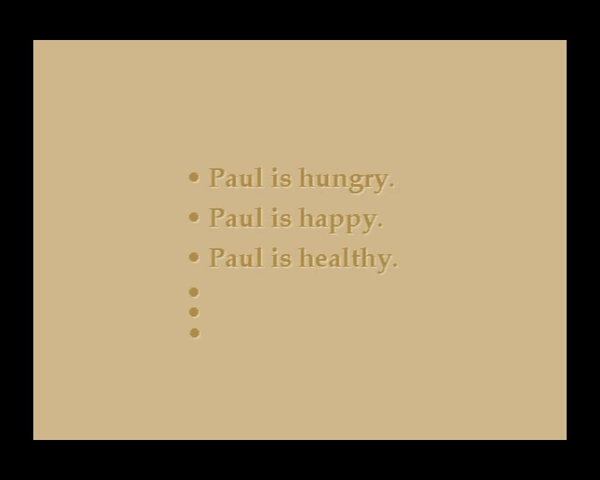 • Paul is hungry.
• Paul is happy.
• Paul is healthy.
•
•
•